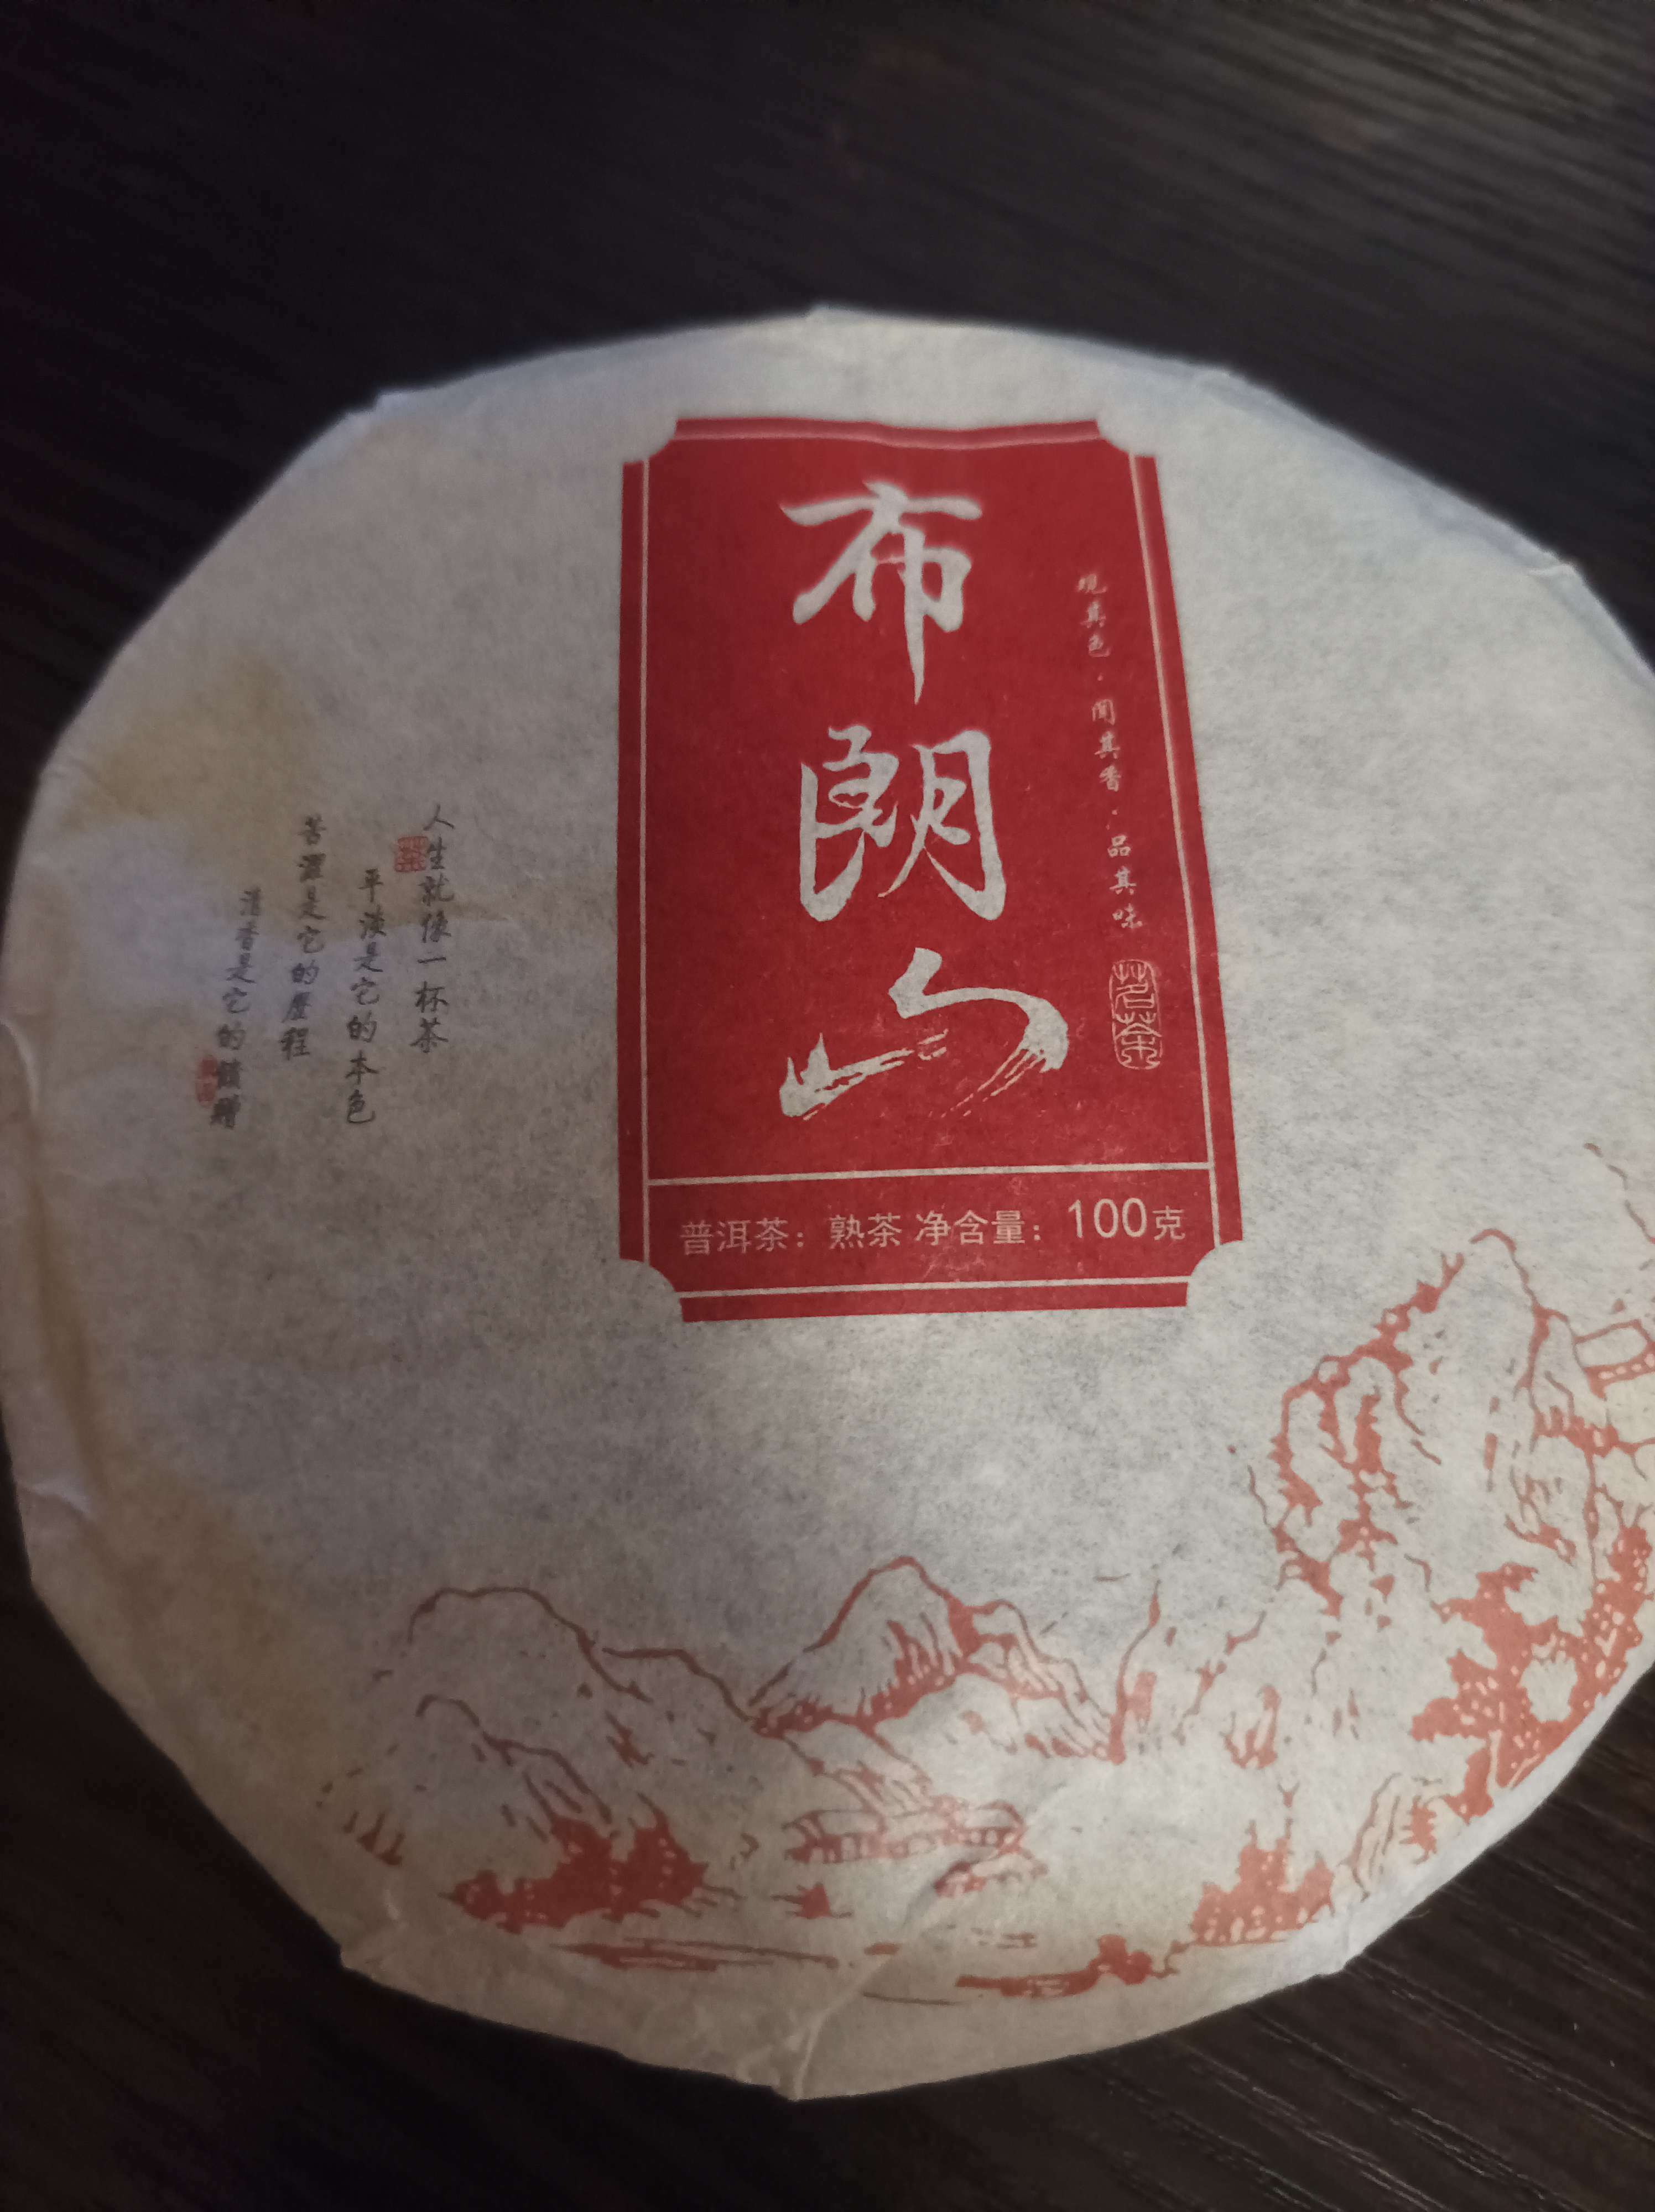 布朗山
观其色·闻其香·品其味
茗茶
普洱茶：熟茶 净含量：100克
人生就像一杯茶
平淡是它的本色
苦涩是它的历程
清香是它的馈赠
茶